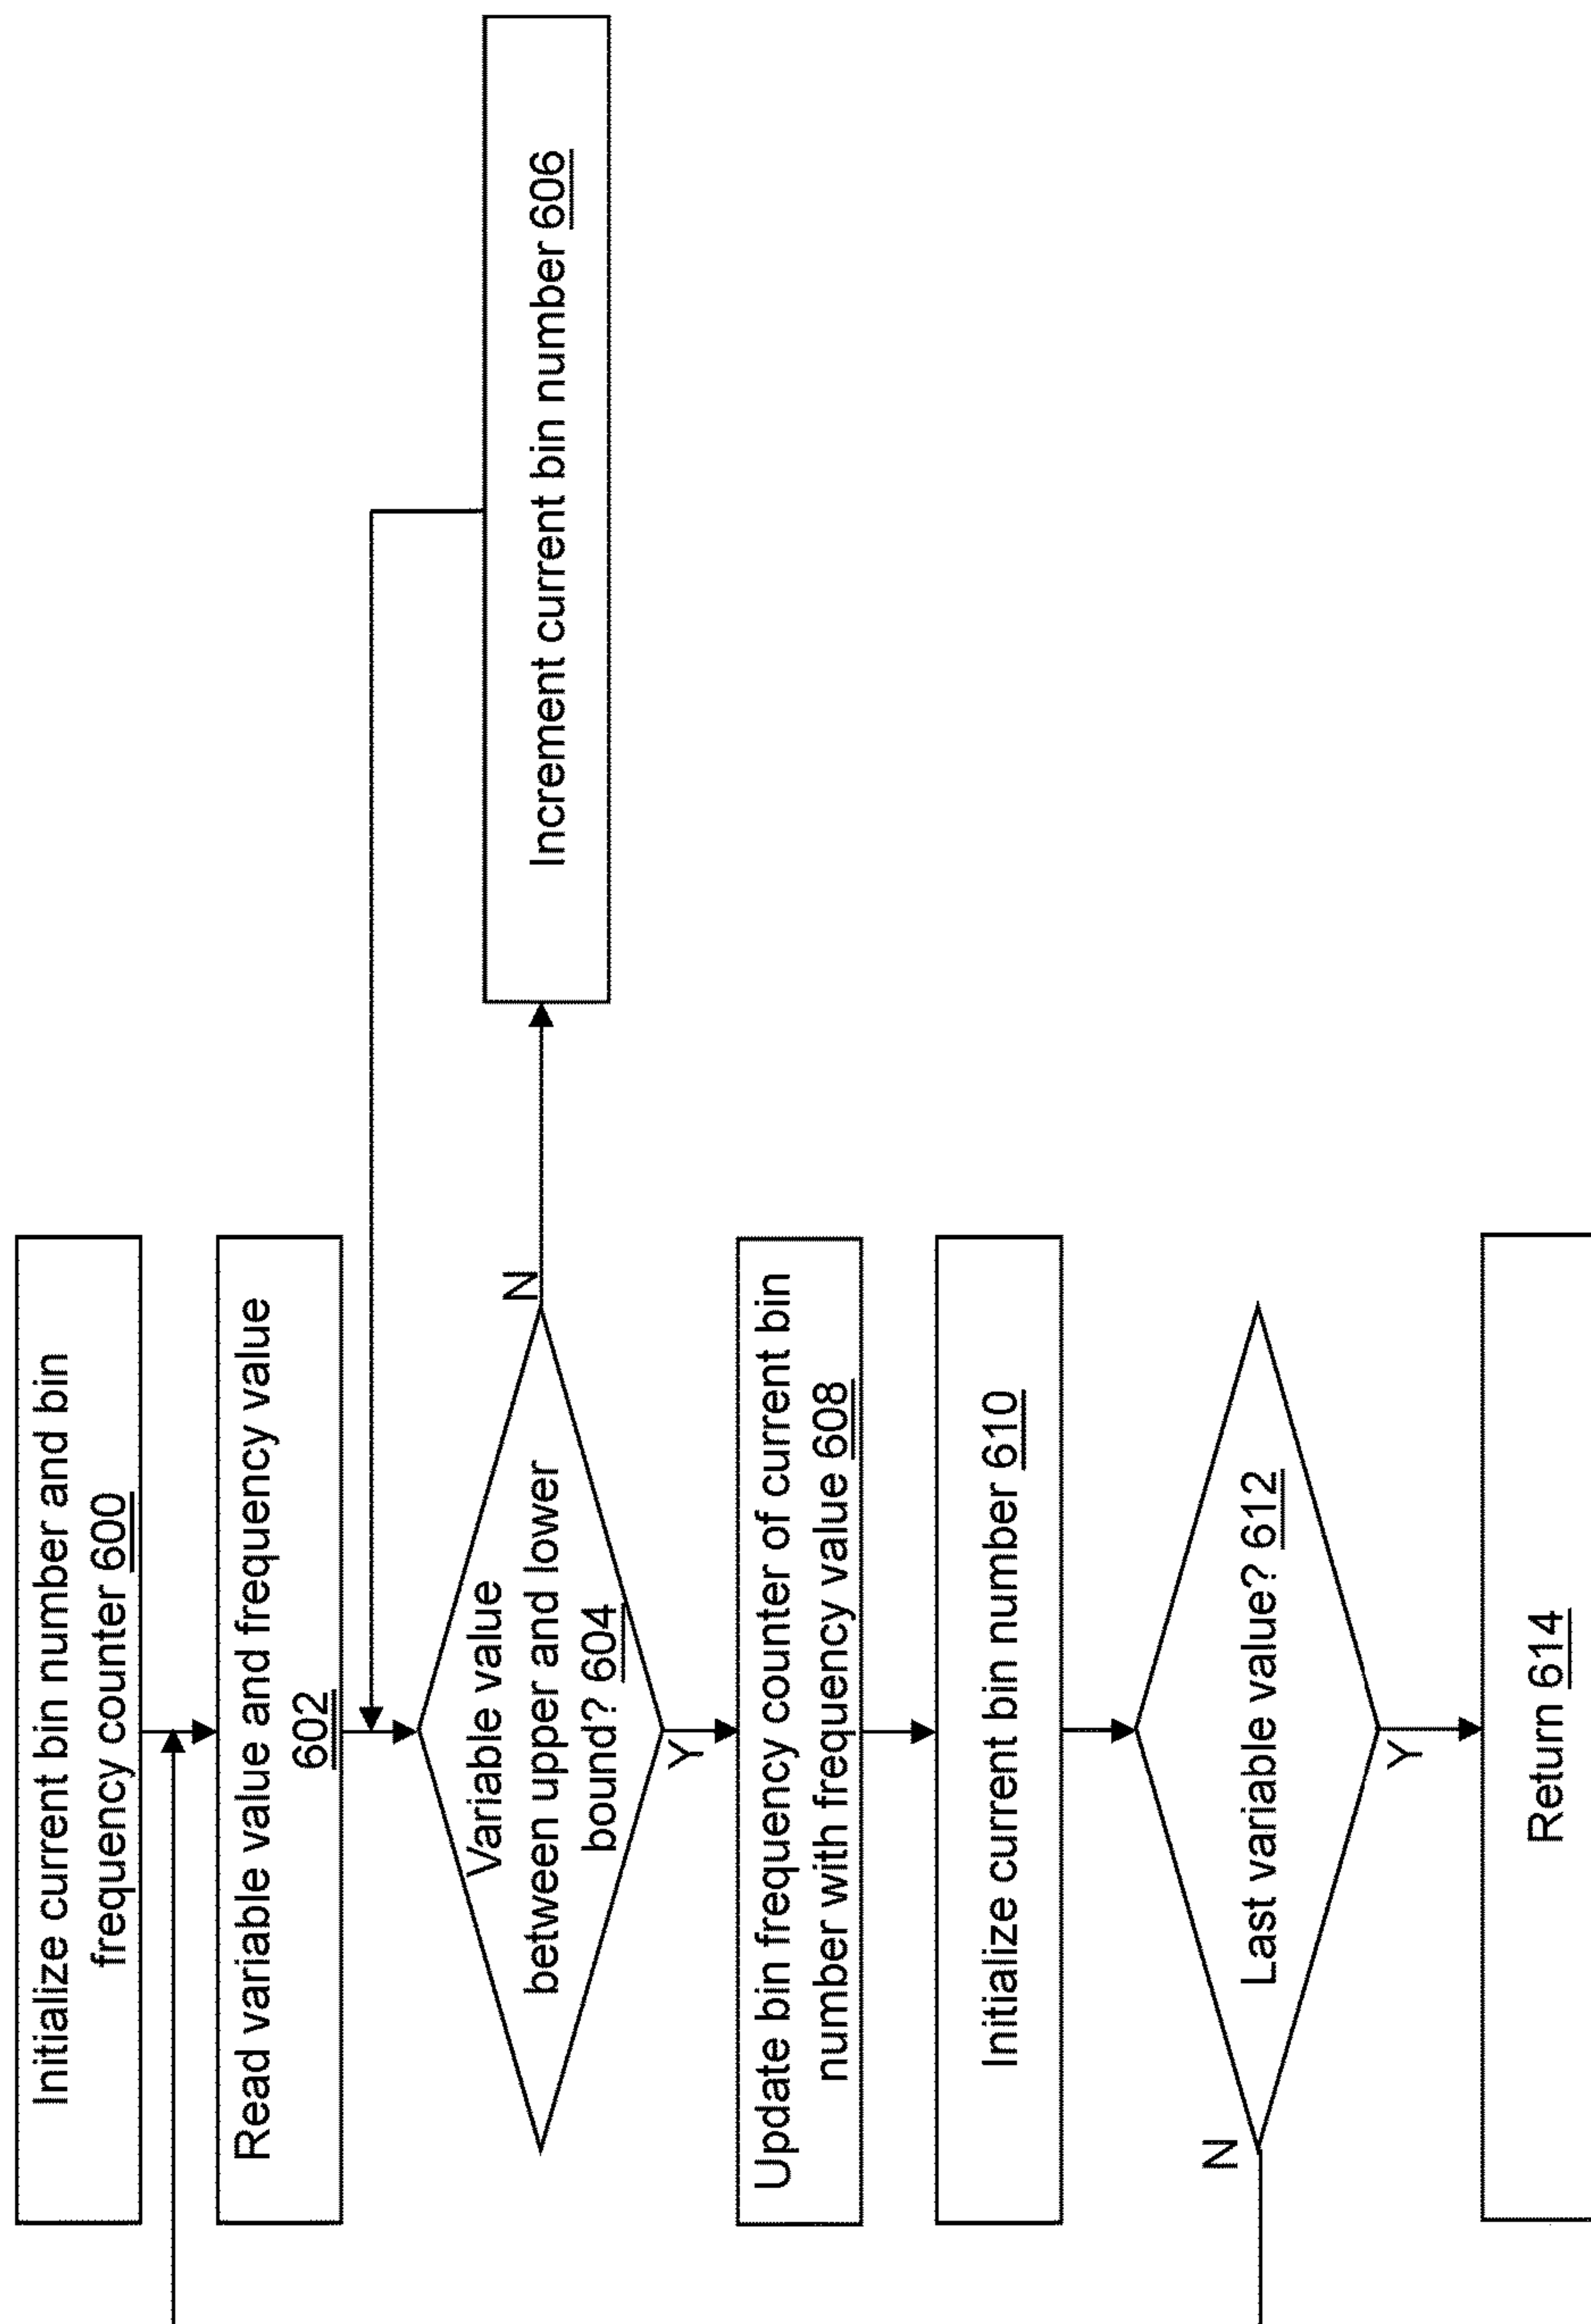 Initialize current bin number and bin
frequency counter 600
Read variable value and frequency value
602
Variable value
between upper and lower
bound? 604
N
Increment current bin number 606
Y
Update bin frequency counter of current bin
number with frequency value 608
Initialize current bin number 610
Last variable value? 612
N
Y
Return 614